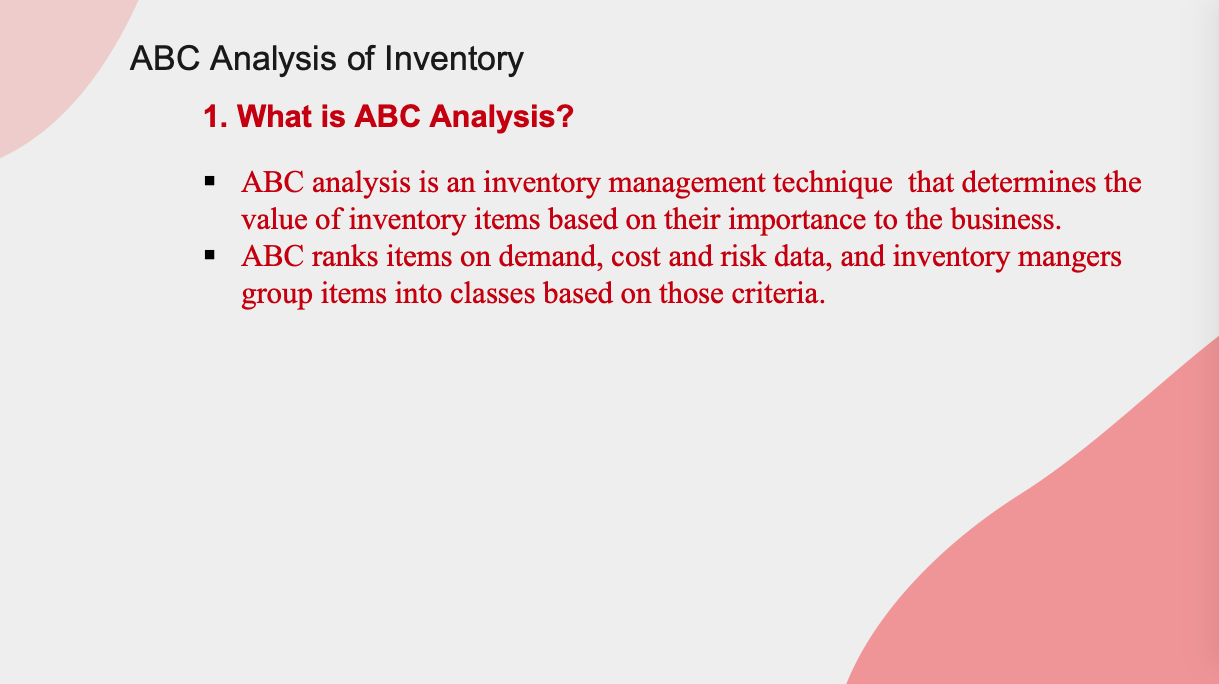 ABC Analysis of Inventory
1. What is ABC Analysis?
▪ ABC analysis is an inventory management technique  that determines the
value of inventory items based on their importance to the business.
▪ ABC ranks items on demand, cost and risk data, and inventory mangers
group items into classes based on those criteria.